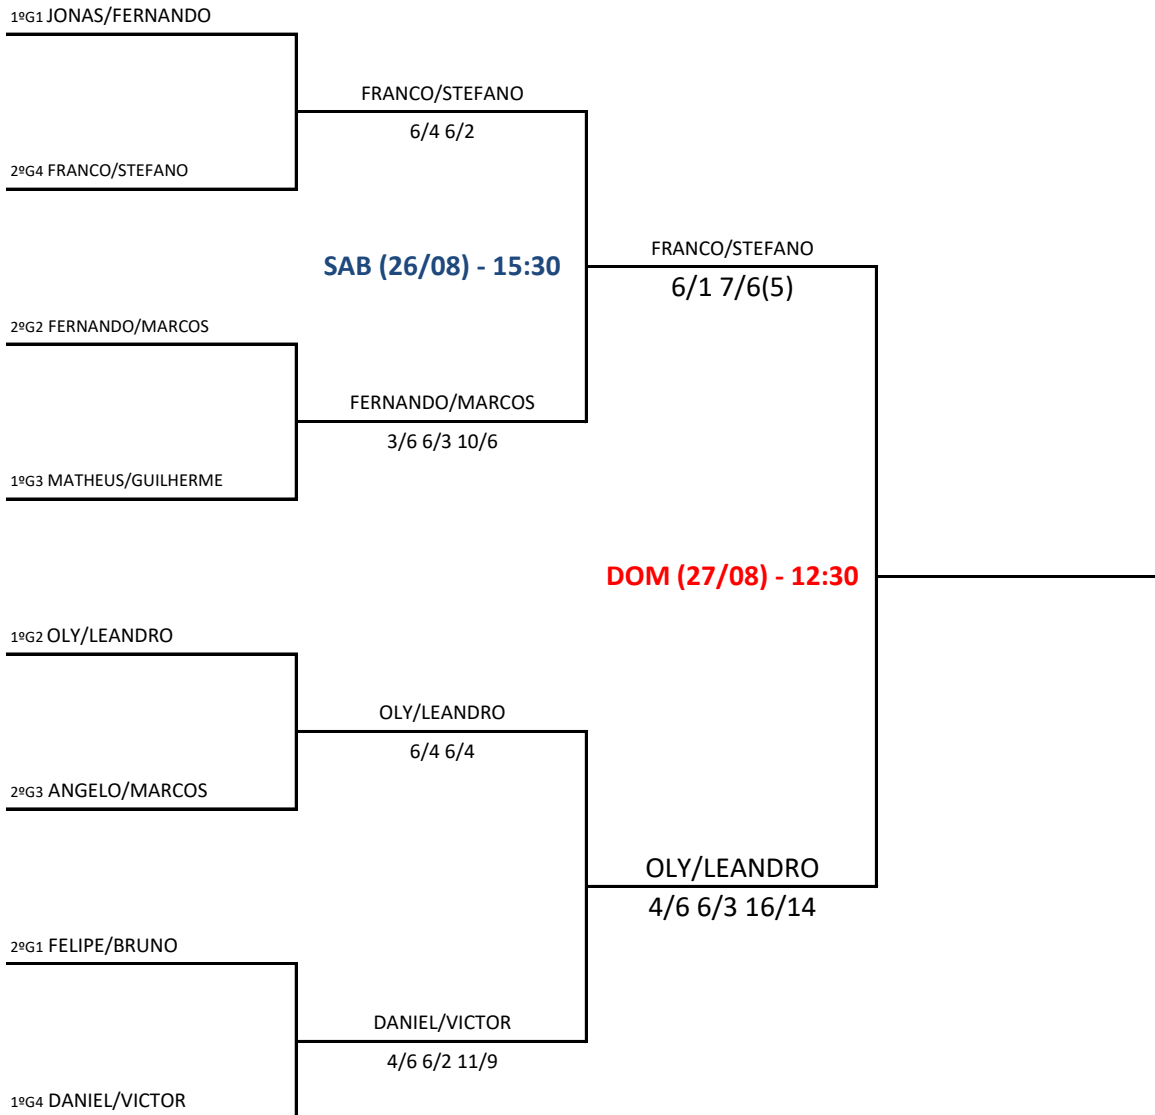 1ºG1 JONAS/FERNANDO
FRANCO/STEFANO
6/4 6/2
2ºG4 FRANCO/STEFANO
FRANCO/STEFANO
SAB (26/08) - 15:30
6/1 7/6(5)
2ºG2 FERNANDO/MARCOS
FERNANDO/MARCOS
3/6 6/3 10/6
1ºG3 MATHEUS/GUILHERME
DOM (27/08) - 12:30
1ºG2 OLY/LEANDRO
OLY/LEANDRO
6/4 6/4
2ºG3 ANGELO/MARCOS
OLY/LEANDRO
4/6 6/3 16/14
2ºG1 FELIPE/BRUNO
DANIEL/VICTOR
4/6 6/2 11/9
1ºG4 DANIEL/VICTOR